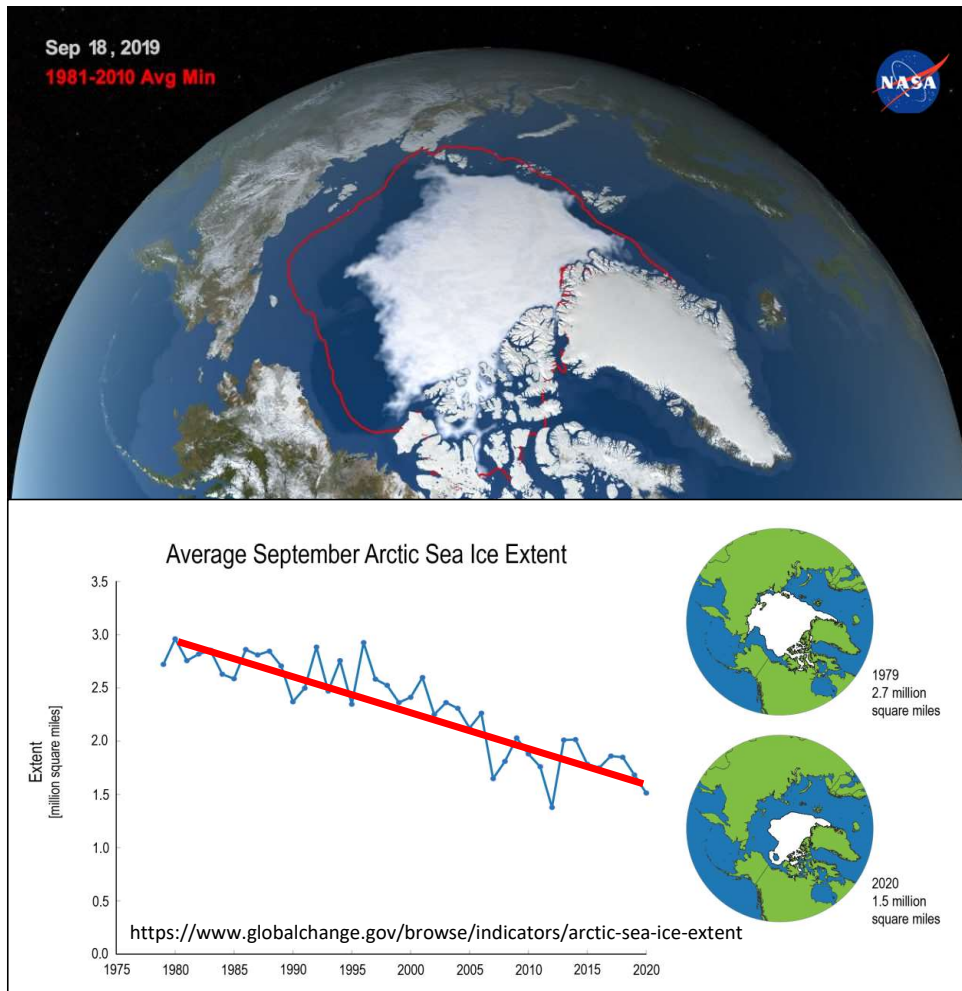 Sep 18, 2019
1981-2010 Avg Min
NASA
Average September Arctic Sea Ice Extent
Extent
[million square miles]
3.5
3.0
2.5
2.0
1.5
1.0
0.5
0.0
1975 1980 1985 1990 1995 2000 2005 2010 2015 2020
https://www.globalchange.gov/browse/indicators/arctic-sea-ice-extent
1979
2.7 million
square miles
2020
1.5 million
square miles